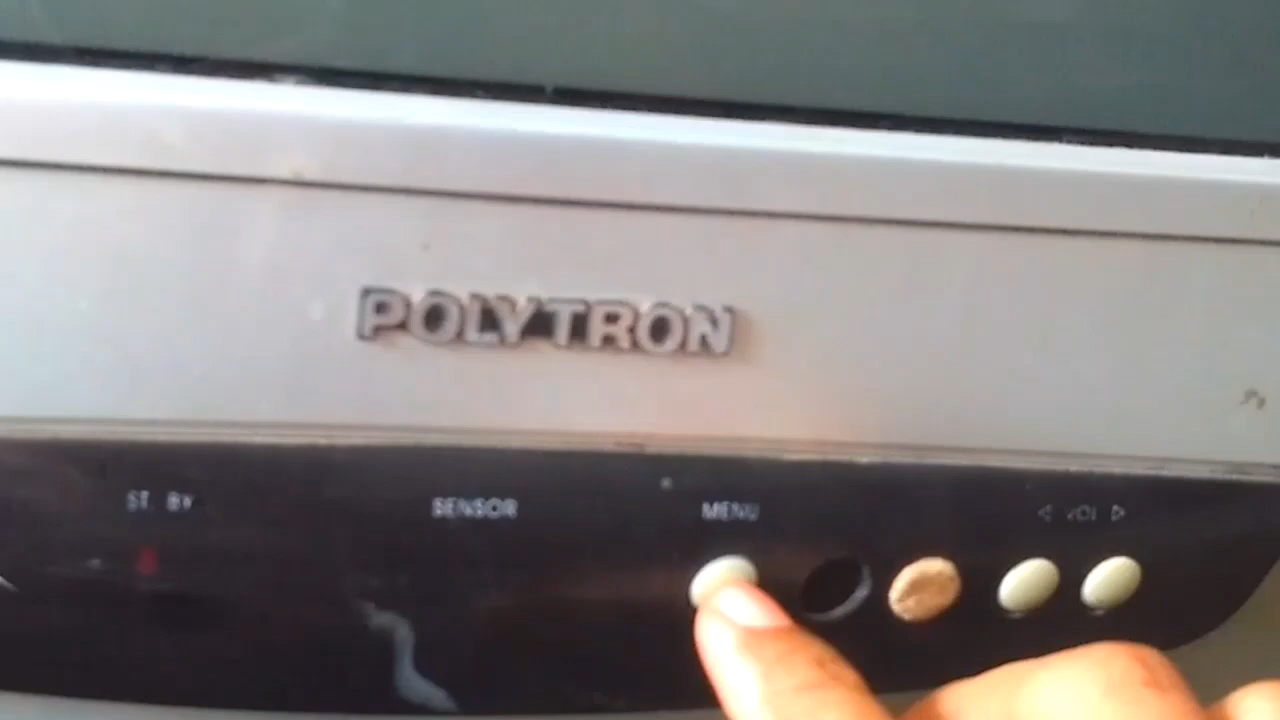 POLYTRON
ST. BY SENSOR MENU ◁ VOL ▷